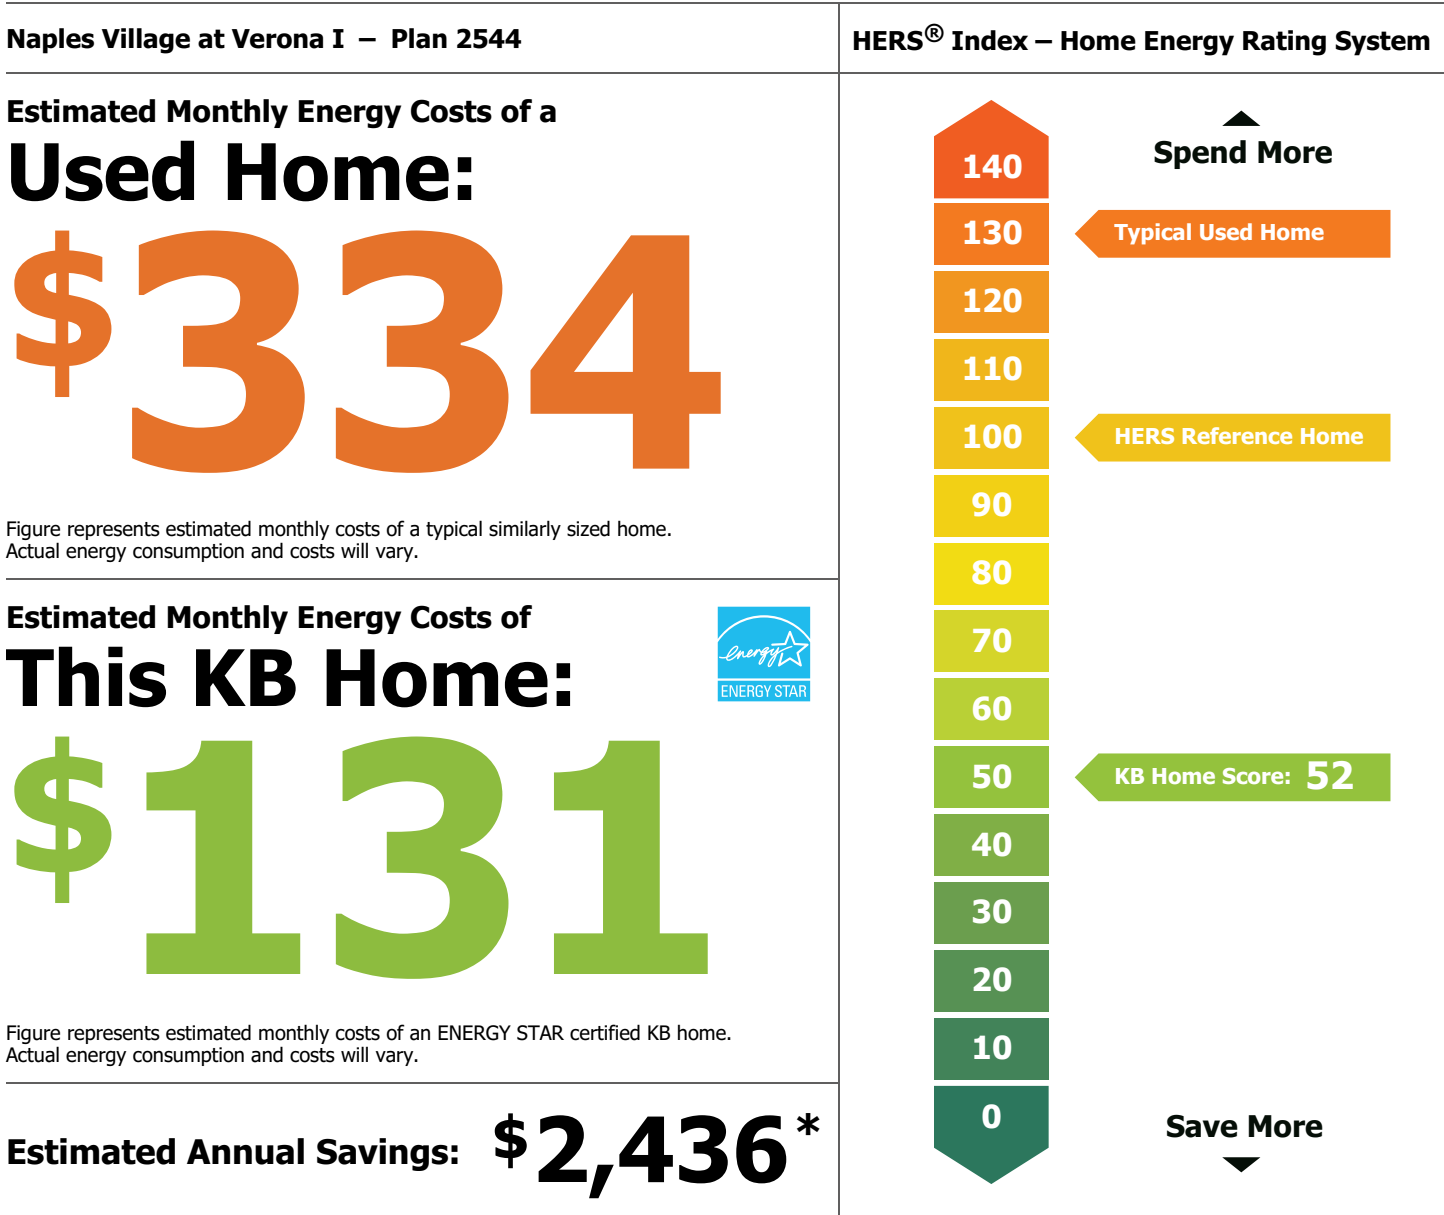 Naples Village at Verona I – Plan 2544
Estimated Monthly Energy Costs of a
Used Home:
$334
Figure represents estimated monthly costs of a typical similarly sized home.
Actual energy consumption and costs will vary.
Estimated Monthly Energy Costs of
This KB Home:
energy
ENERGY STAR
$131
Figure represents estimated monthly costs of an ENERGY STAR certified KB home.
Actual energy consumption and costs will vary.
Estimated Annual Savings: $2,436*
HERS® Index – Home Energy Rating System
Spend More
140
130 Typical Used Home
120
110
100 HERS Reference Home
90
80
70
60
50 KB Home Score: 52
40
30
20
10
0
Save More